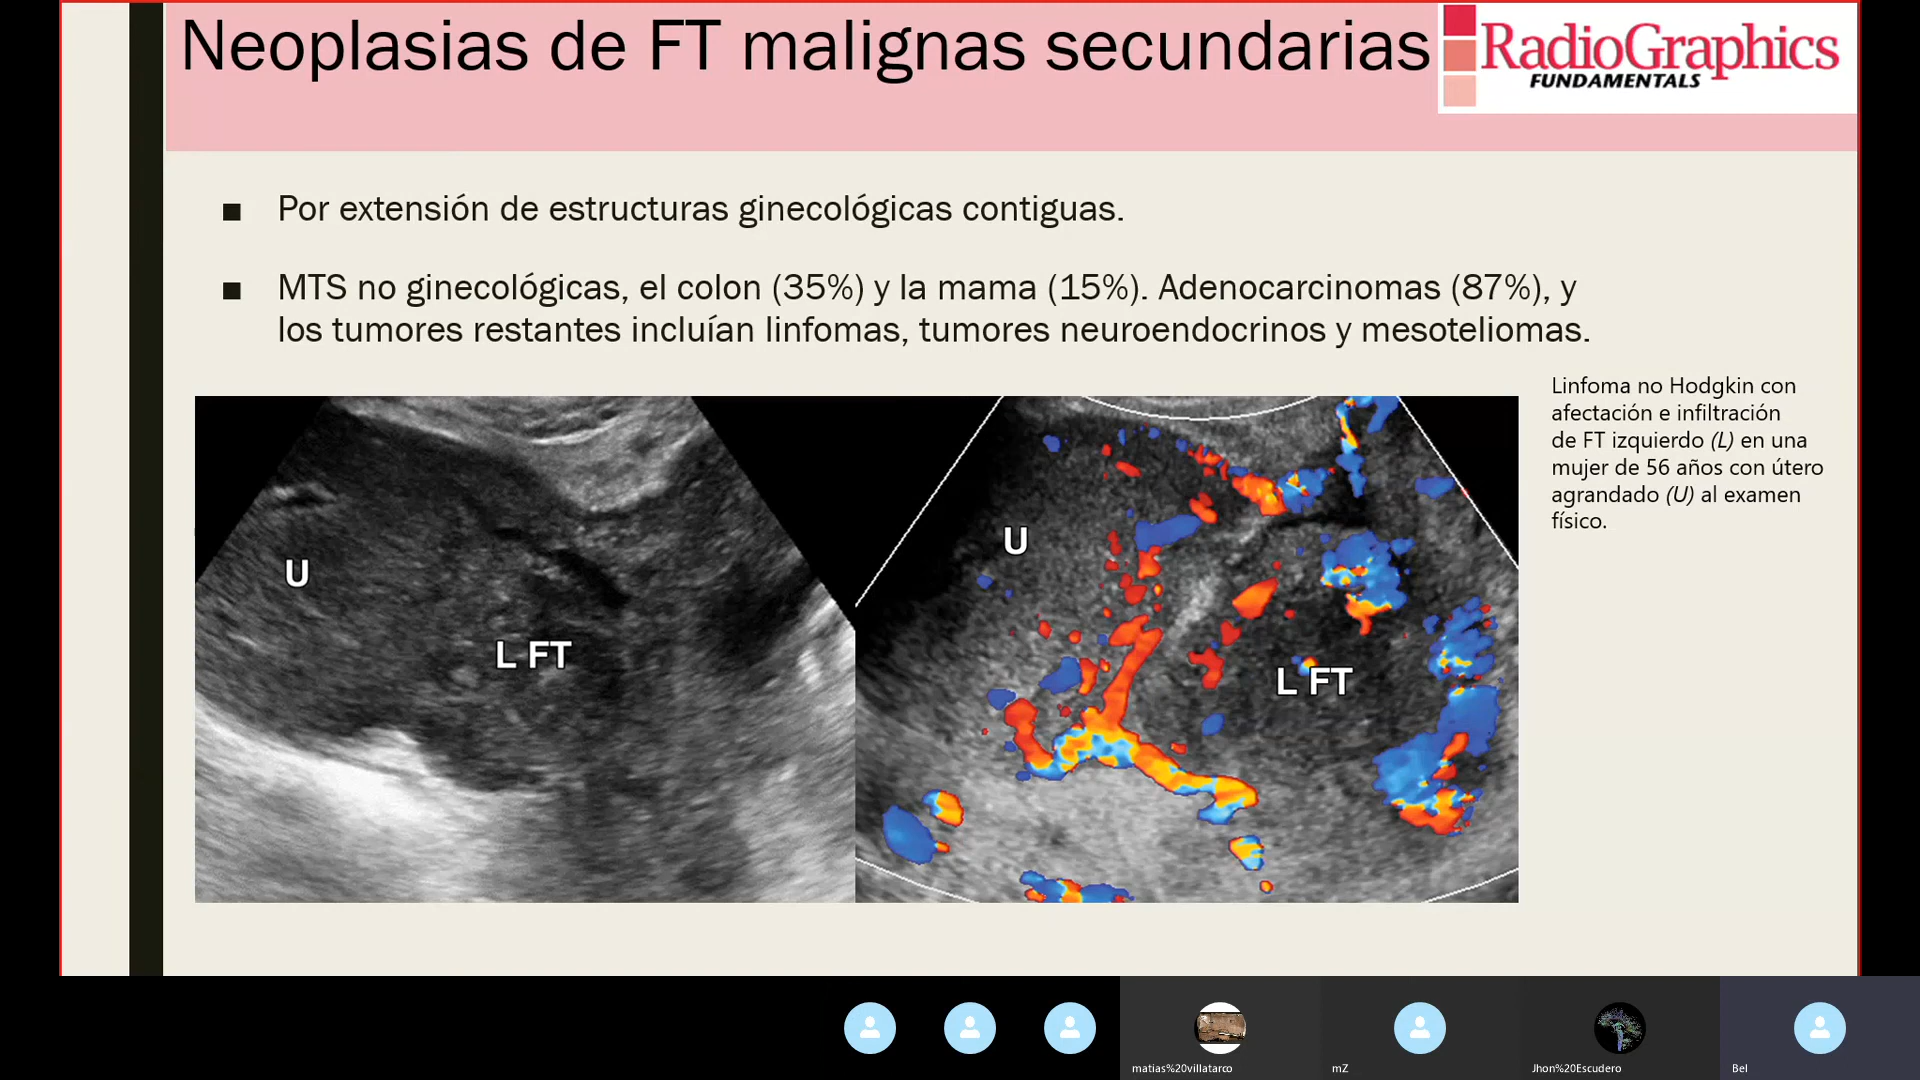 Neoplasias de FT malignas secundarias
RadioGraphics
FUNDAMENTALS
■ Por extensión de estructuras ginecológicas contiguas.
■ MTS no ginecológicas, el colon (35%) y la mama (15%). Adenocarcinomas (87%), y
los tumores restantes incluían linfomas, tumores neuroendocrinos y mesoteliomas.
Linfoma no Hodgkin con
afectación e infiltración
de FT izquierdo (L) en una
mujer de 56 años con útero
agrandado (U) al examen
físico.
U
L FT
U
L FT
matias%20villatarco
mZ
Jhon%20Escudero
Bel